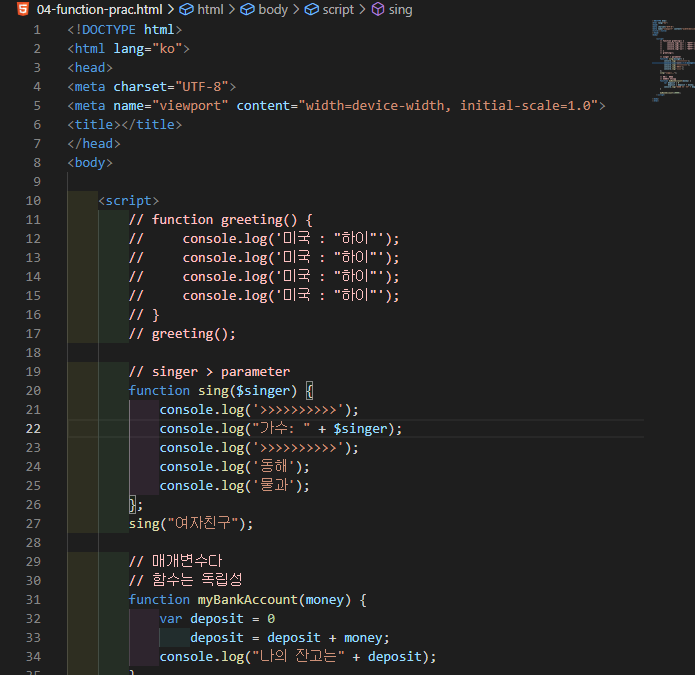 04-function-prac.html > html > body > script > sing
1 <!DOCTYPE html>
2 <html lang="ko">
3 <head>
4 <meta charset="UTF-8">
5 <meta name="viewport" content="width=device-width, initial-scale=1.0">
6 <title></title>
7 </head>
8 <body>
9
10 <script>
11 // function greeting() {
12 //     console.log('미국 : "하이"');
13 //     console.log('미국 : "하이"');
14 //     console.log('미국 : "하이"');
15 //     console.log('미국 : "하이"');
16 // }
17 // greeting();
18
19 // singer > parameter
20 function sing($singer) {
21 console.log('>>>>>>>>>>');
22 console.log("가수: " + $singer);
23 console.log('>>>>>>>>>>');
24 console.log('동해');
25 console.log('물과');
26 };
27 sing("여자친구");
28
29 // 매개변수다
30 // 함수는 독립성
31 function myBankAccount(money) {
32 var deposit = 0
33 deposit = deposit + money;
34 console.log("나의 잔고는" + deposit);